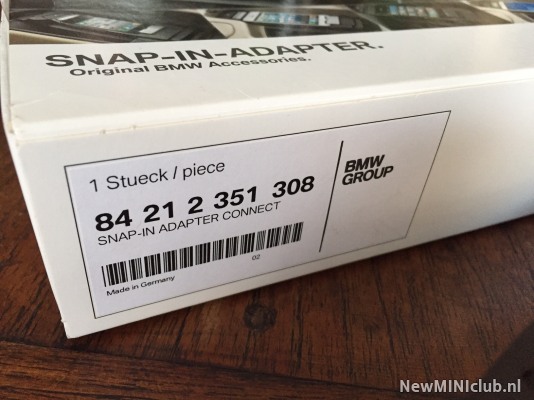 SNAP-IN-ADAPTER.
Original BMW Accessories.
1 Stueck / piece
84 21 2 351 308
SNAP-IN ADAPTER CONNECT
02
Made in Germany
BMW
GROUP
NewMINIclub.nl